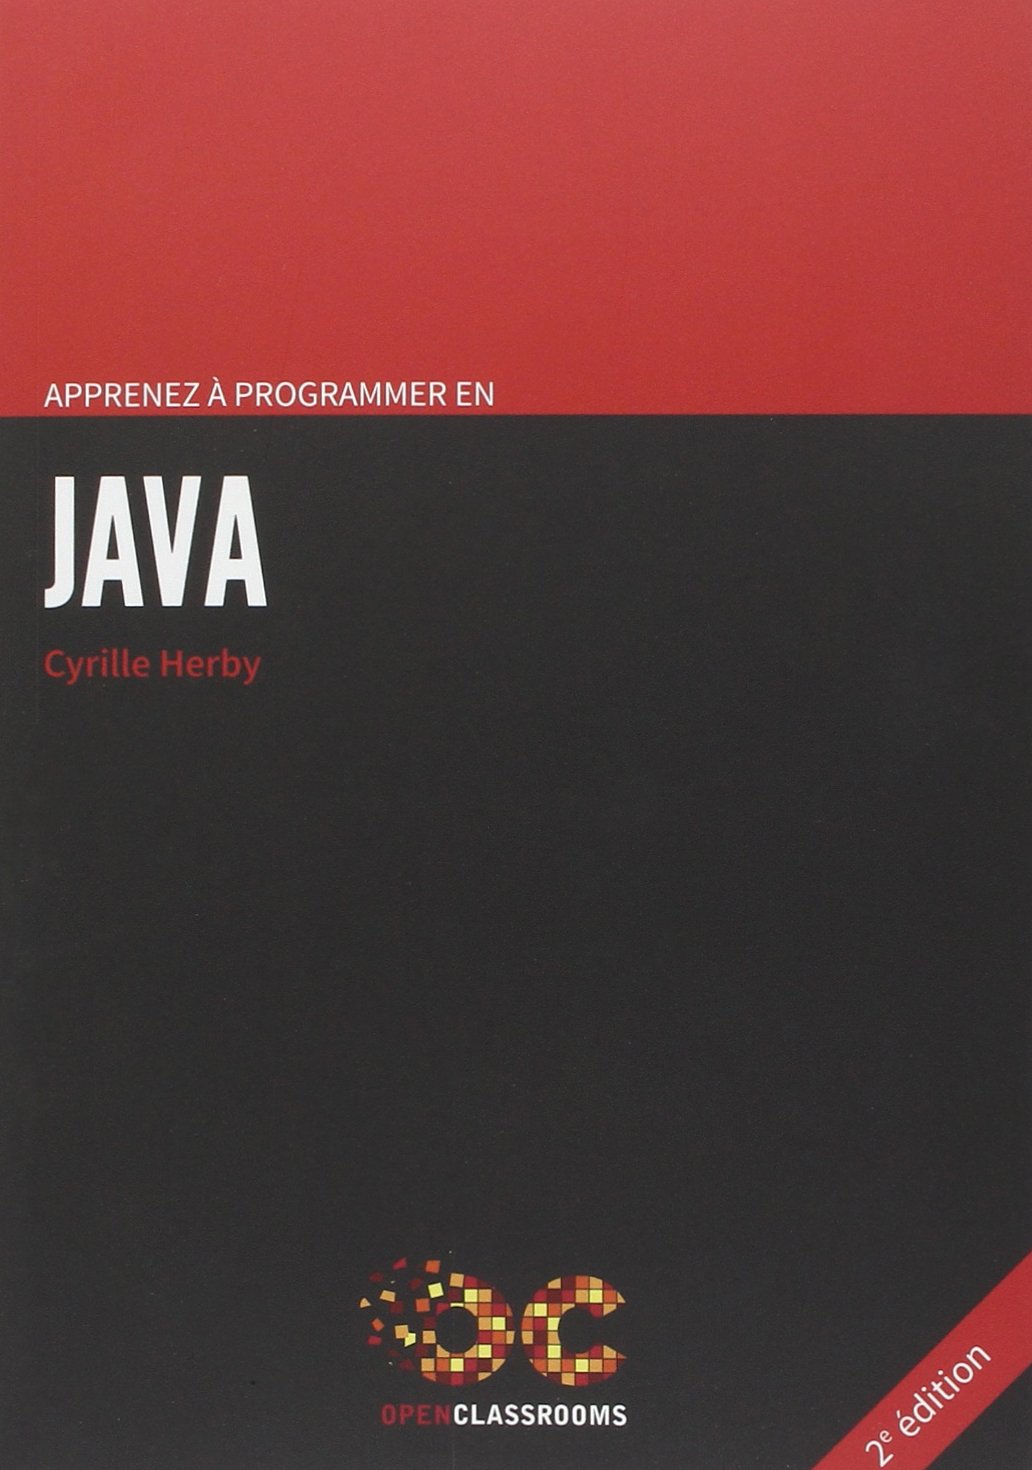 APPRENEZ À PROGRAMMER EN
JAVA
Cyrille Herby
OPENCLASSROOMS
2e édition